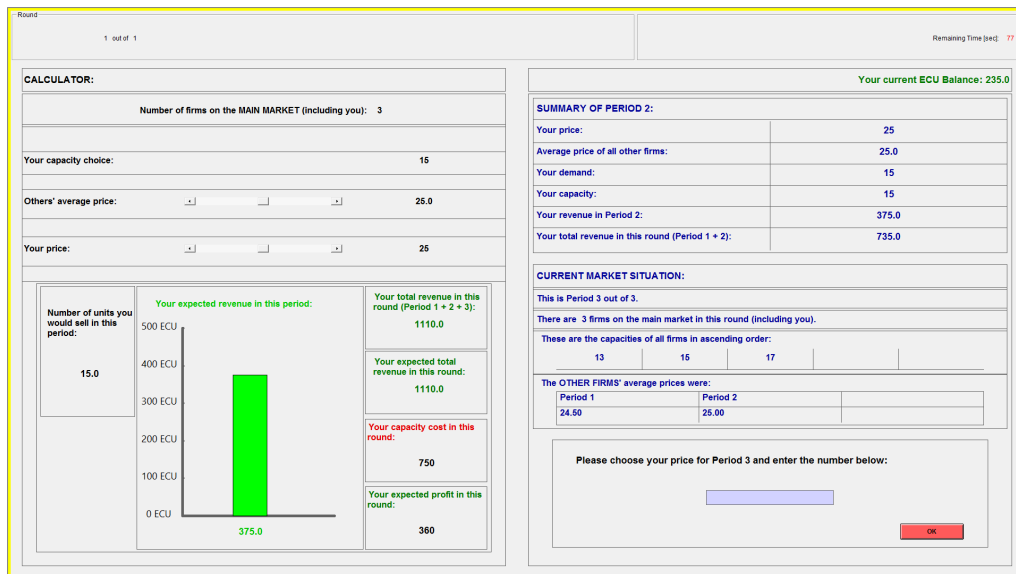 Round
1 out of 1
Remaining Time [sec]: 77
CALCULATOR:
Number of firms on the MAIN MARKET (including you): 3
Your capacity choice: 15
Others' average price: 25.0
Your price: 25
Number of units you
would sell in this
period:
15.0
Your expected revenue in this period:
500 ECU
400 ECU
300 ECU
200 ECU
100 ECU
0 ECU
375.0
Your total revenue in this
round (Period 1 + 2 + 3):
1110.0
Your expected total
revenue in this round:
1110.0
Your capacity cost in this
round:
750
Your expected profit in this
round:
360
Your current ECU Balance: 235.0
SUMMARY OF PERIOD 2:
Your price: 25
Average price of all other firms: 25.0
Your demand: 15
Your capacity: 15
Your revenue in Period 2: 375.0
Your total revenue in this round (Period 1 + 2): 735.0
CURRENT MARKET SITUATION:
This is Period 3 out of 3.
There are 3 firms on the main market in this round (including you).
These are the capacities of all firms in ascending order:
13 15 17
The OTHER FIRMS' average prices were:
Period 1 Period 2
24.50 25.00
Please choose your price for Period 3 and enter the number below:
OK